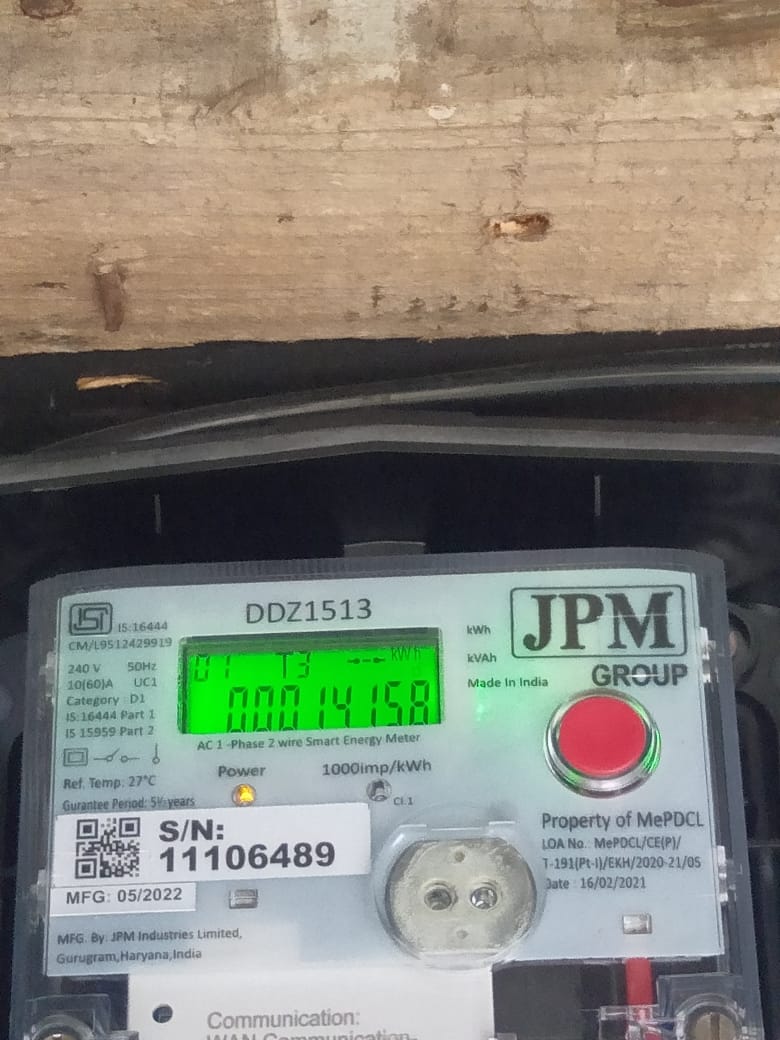 ISI
IS:16444
CM/L9512429919
DDZ1513
240 V 50Hz
10(60)A UC1
Category : D1
IS:16444 Part 1
IS 15959 Part 2
01 T3 kWh
00014158
kWh
kVAh
Made In India
JPM
GROUP
AC 1 -Phase 2 wire Smart Energy Meter
Ref. Temp: 27°C
Gurantee Period: 5½years
Power
1000imp/kWh
Cl.1
S/N:
11106489
MFG: 05/2022
Property of MePDCL
LOA No.: MePDCL/CE(P)/
T-191(Pt-I)/EKH/2020-21/05
Date : 16/02/2021
MFG. By: JPM Industries Limited,
Gurugram,Haryana,India
Communication:
WAN Communication